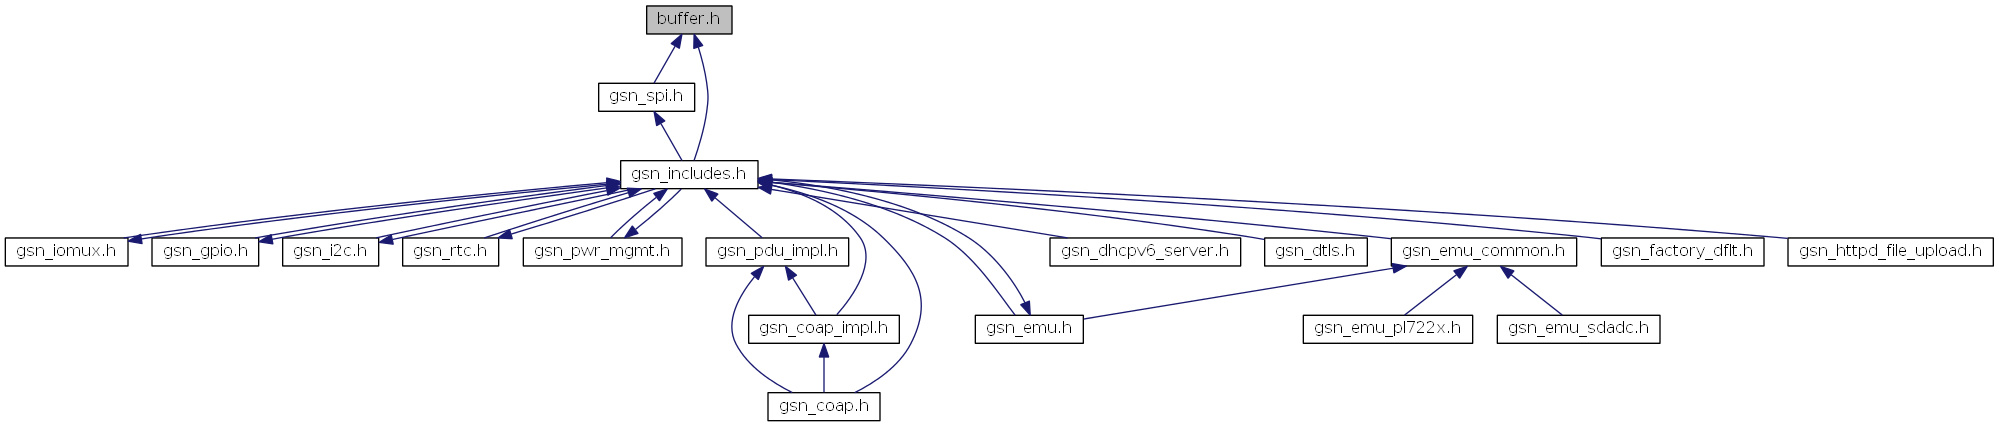 buffer.h
gsn_spi.h
gsn_includes.h
gsn_iomux.h
gsn_gpio.h
gsn_i2c.h
gsn_rtc.h
gsn_pwr_mgmt.h
gsn_pdu_impl.h
gsn_dhcpv6_server.h
gsn_dtls.h
gsn_emu_common.h
gsn_factory_dflt.h
gsn_httpd_file_upload.h
gsn_coap_impl.h
gsn_emu.h
gsn_emu_pl722x.h
gsn_emu_sdadc.h
gsn_coap.h